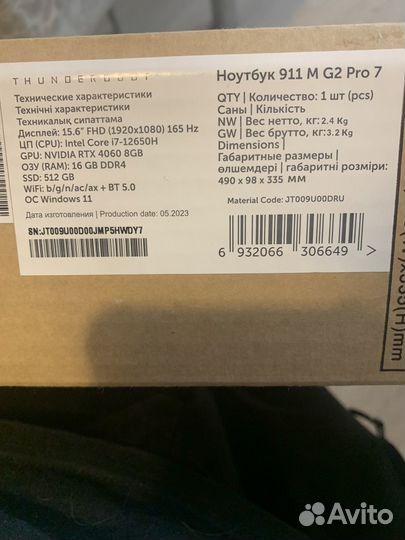 THUNDEROBOT
Технические характеристики
Технічні характеристики
Техникалық сипаттама
Дисплей: 15.6" FHD (1920x1080) 165 Hz
ЦП (CPU): Intel Core i7-12650H
GPU: NVIDIA RTX 4060 8GB
ОЗУ (RAM): 16 GB DDR4
SSD: 512 GB
WiFi: b/g/n/ac/ax + BT 5.0
ОС Windows 11
Дата изготовления | Production date: 05.2023
SN:JT009U00D00JMP5HWDY7
Ноутбук 911 M G2 Pro 7
QTY | Количество: 1 шт (pcs)
Саны | Кількість
NW | Вес нетто, кг: 2.4 Kg
GW | Вес брутто, кг: 3.2 Kg
Dimensions |
Габаритные размеры |
өлшемдері | габаритні розміри:
490 x 98 x 335 мм
Material Code: JT009U00DRU
6 932066 306649
)x335(H)mm
Avito